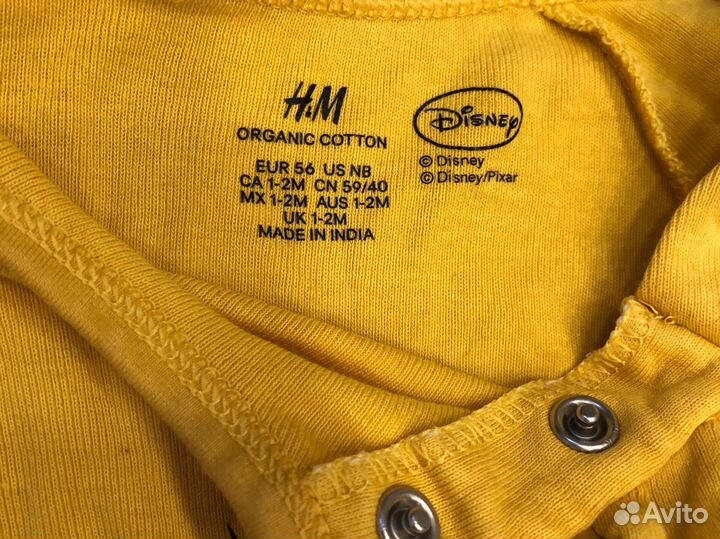 H&M
ORGANIC COTTON
EUR 56 US NB
CA 1-2M CN 59/40
MX 1-2M AUS 1-2M
UK 1-2M
MADE IN INDIA
Disney
© Disney
© Disney/Pixar
Avito